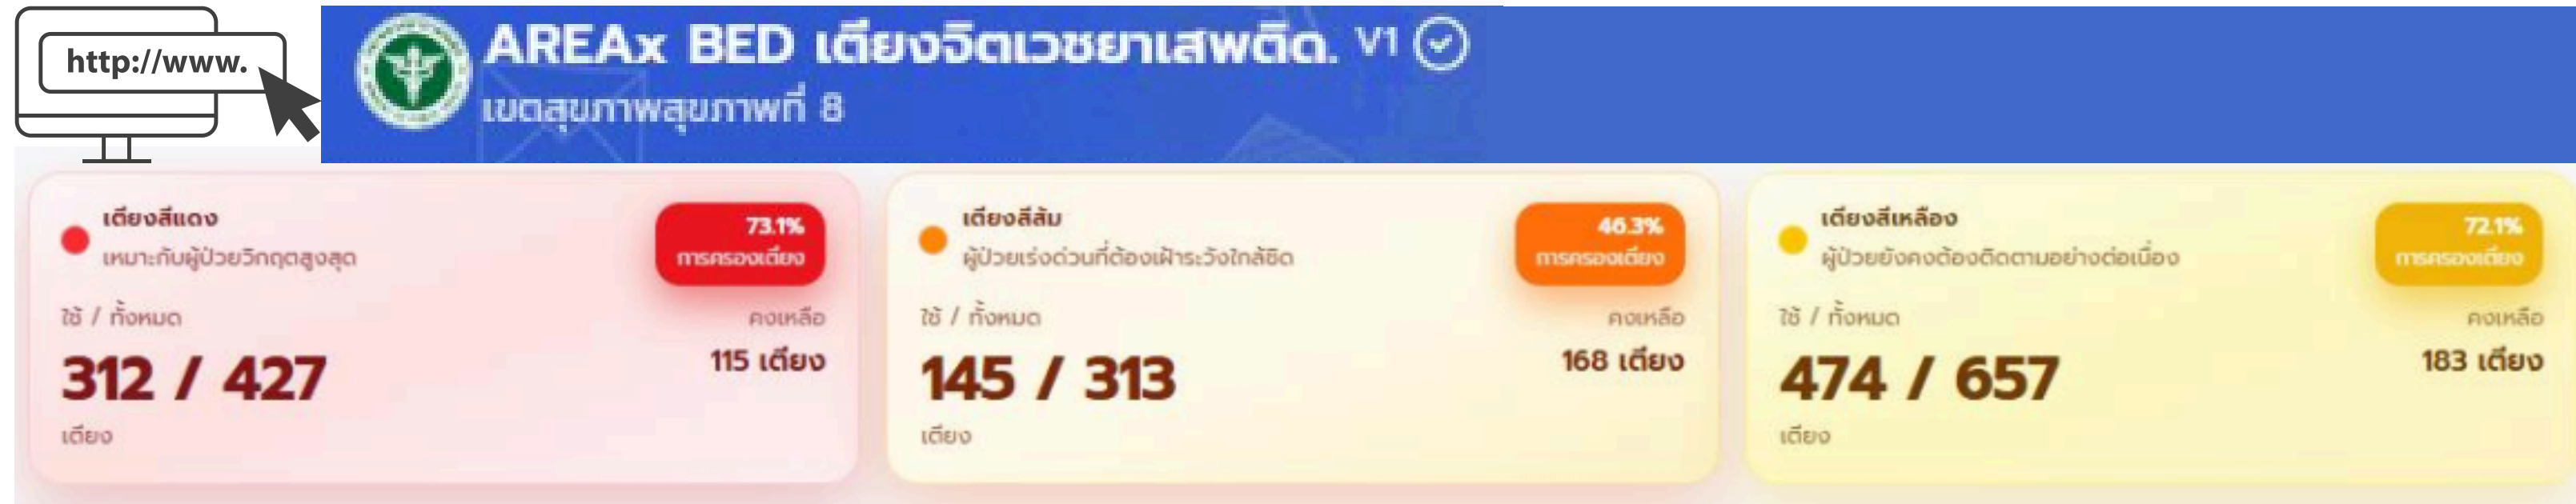 http://www.
AREAx BED เตียงจิตเวชยาเสพติด. V1
เขตสุขภาพสุขภาพที่ 8
เตียงสีแดง
เหมาะกับผู้ป่วยวิกฤตสูงสุด
73.1%
การครองเตียง
ใช้ / ทั้งหมด
คงเหลือ
312 / 427
115 เตียง
เตียง
เตียงสีส้ม
ผู้ป่วยเร่งด่วนที่ต้องเฝ้าระวังใกล้ชิด
46.3%
การครองเตียง
ใช้ / ทั้งหมด
คงเหลือ
145 / 313
168 เตียง
เตียง
เตียงสีเหลือง
ผู้ป่วยยังคงต้องติดตามอย่างต่อเนื่อง
72.1%
การครองเตียง
ใช้ / ทั้งหมด
คงเหลือ
474 / 657
183 เตียง
เตียง